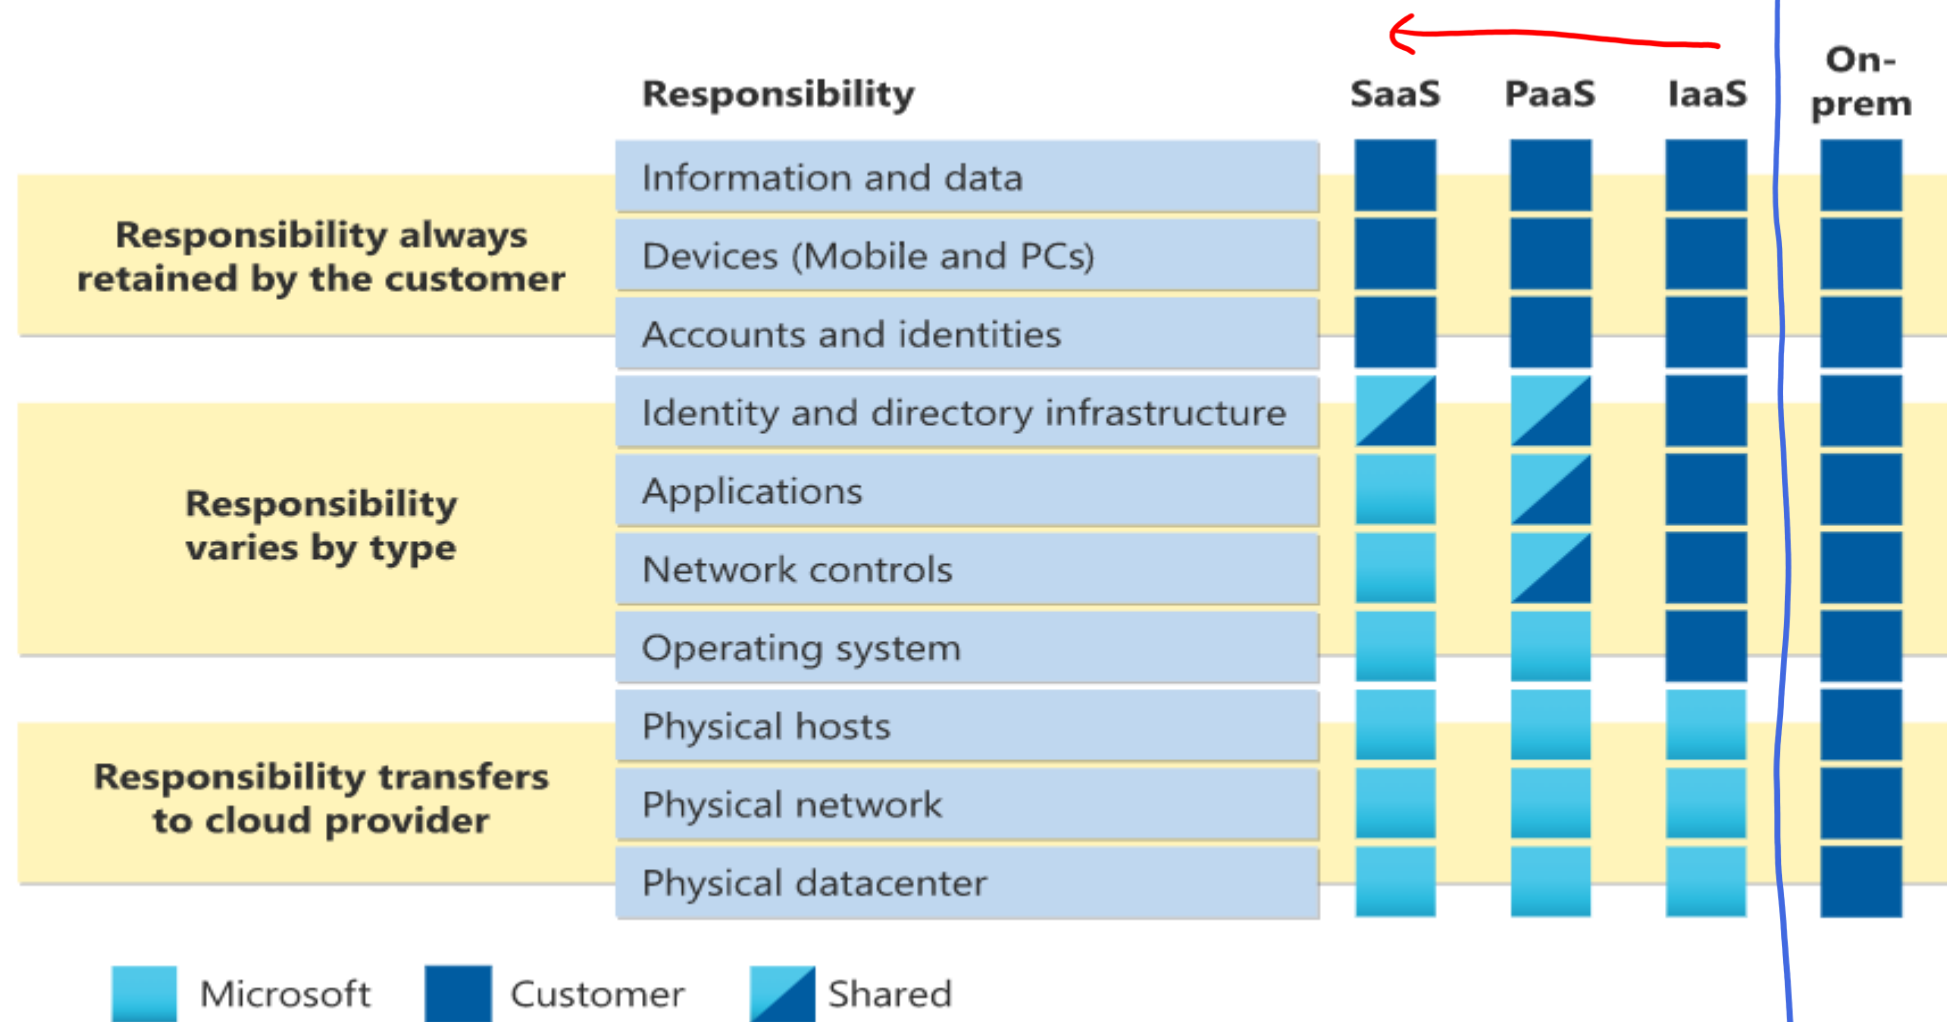 Responsibility SaaS PaaS IaaS On-
prem
Information and data
Devices (Mobile and PCs)
Accounts and identities
Responsibility always
retained by the customer
Identity and directory infrastructure
Applications
Network controls
Operating system
Responsibility
varies by type
Physical hosts
Physical network
Physical datacenter
Responsibility transfers
to cloud provider
Microsoft Customer Shared